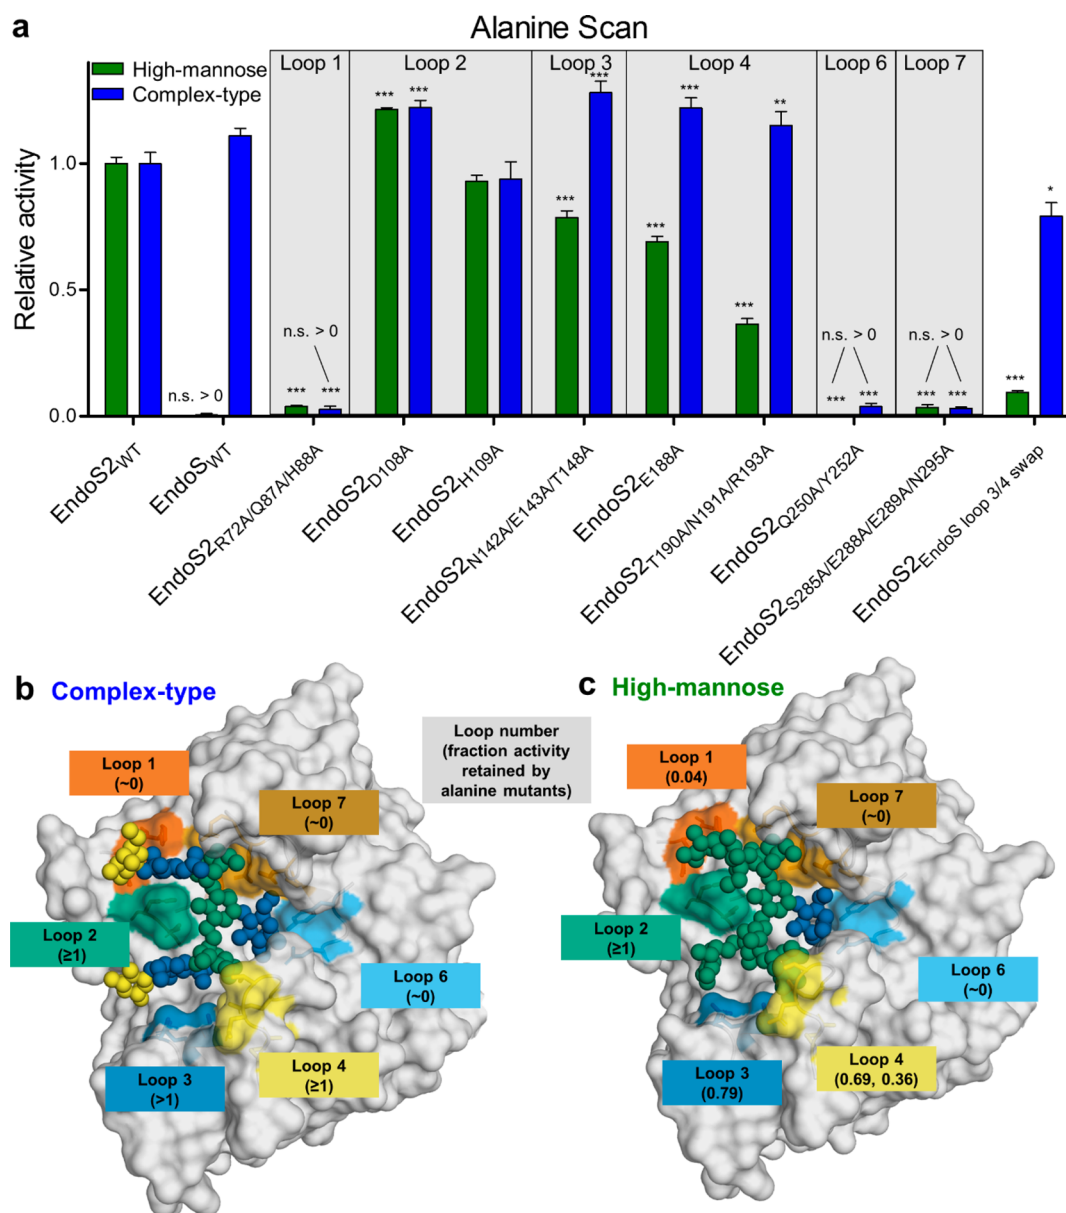 a
Alanine Scan
High-mannose
Complex-type
Loop 1
Loop 2
Loop 3
Loop 4
Loop 6
Loop 7
Relative activity
1.0
0.5
0.0
n.s. > 0
n.s. > 0
*** ***
*** ***
*** ***
*** ***
*** **
n.s. > 0
*** ***
n.s. > 0
*** ***
*** *
EndoS2WT
EndoSWT
EndoS2R72A/Q87A/H88A
EndoS2D108A
EndoS2H109A
EndoS2N142A/E143A/T148A
EndoS2E188A
EndoS2T190A/N191A/R193A
EndoS2Q250A/Y252A
EndoS2S285A/E288A/E289A/N295A
EndoS2EndoS loop 3/4 swap
b Complex-type
Loop 1
(~0)
Loop 7
(~0)
Loop 2
(≥1)
Loop 6
(~0)
Loop 3
(>1)
Loop 4
(≥1)
Loop number
(fraction activity
retained by
alanine mutants)
c High-mannose
Loop 1
(0.04)
Loop 7
(~0)
Loop 2
(≥1)
Loop 6
(~0)
Loop 3
(0.79)
Loop 4
(0.69, 0.36)